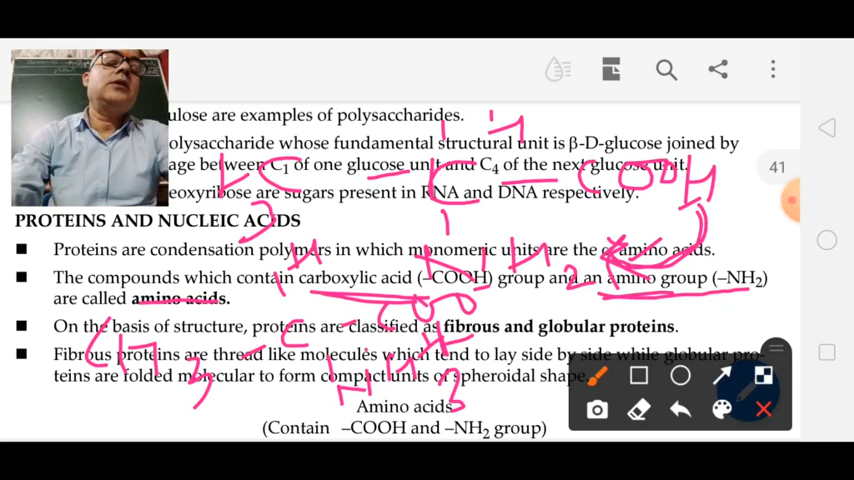 ulose are examples of polysaccharides.
olysaccharide whose fundamental structural unit is β-D-glucose joined by
age between C₁ of one glucose unit and C₄ of the next glucose unit.
eoxyribose are sugars present in RNA and DNA respectively.
41
PROTEINS AND NUCLEIC ACIDS
■ Proteins are condensation polymers in which monomeric units are the amino acids.
■ The compounds which contain carboxylic acid (–COOH) group and an amino group (–NH₂)
are called amino acids.
■ On the basis of structure, proteins are classified as fibrous and globular proteins.
■ Fibrous proteins are thread like molecules which tend to lay side by side while globular pro-
teins are folded molecular to form compact units of spheroidal shape.
Amino acids
(Contain –COOH and –NH₂ group)
H
C – C – COOH
3
H NH2
CH3 – C – COO
NH3